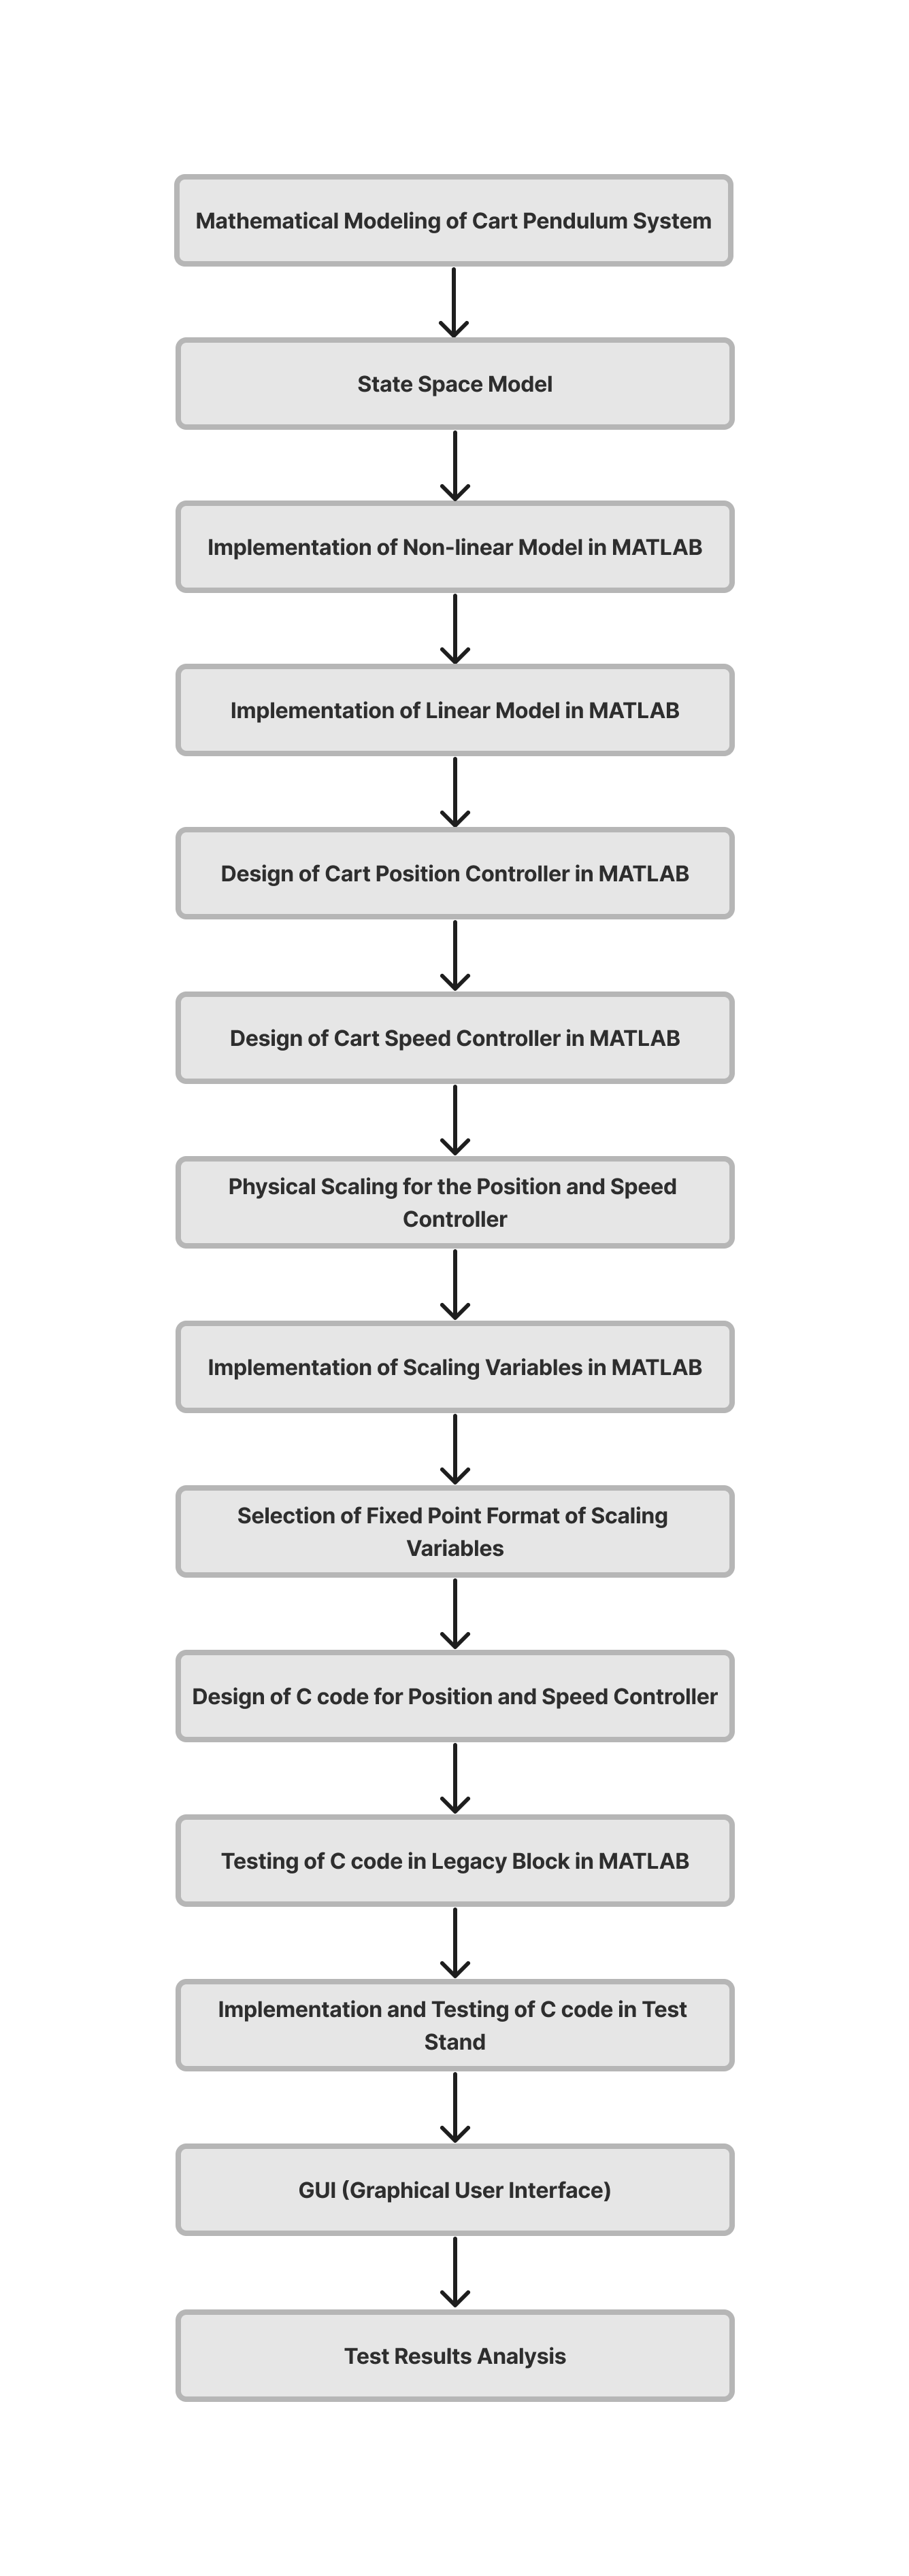 Mathematical Modeling of Cart Pendulum System
State Space Model
Implementation of Non-linear Model in MATLAB
Implementation of Linear Model in MATLAB
Design of Cart Position Controller in MATLAB
Design of Cart Speed Controller in MATLAB
Physical Scaling for the Position and Speed
Controller
Implementation of Scaling Variables in MATLAB
Selection of Fixed Point Format of Scaling
Variables
Design of C code for Position and Speed Controller
Testing of C code in Legacy Block in MATLAB
Implementation and Testing of C code in Test
Stand
GUI (Graphical User Interface)
Test Results Analysis